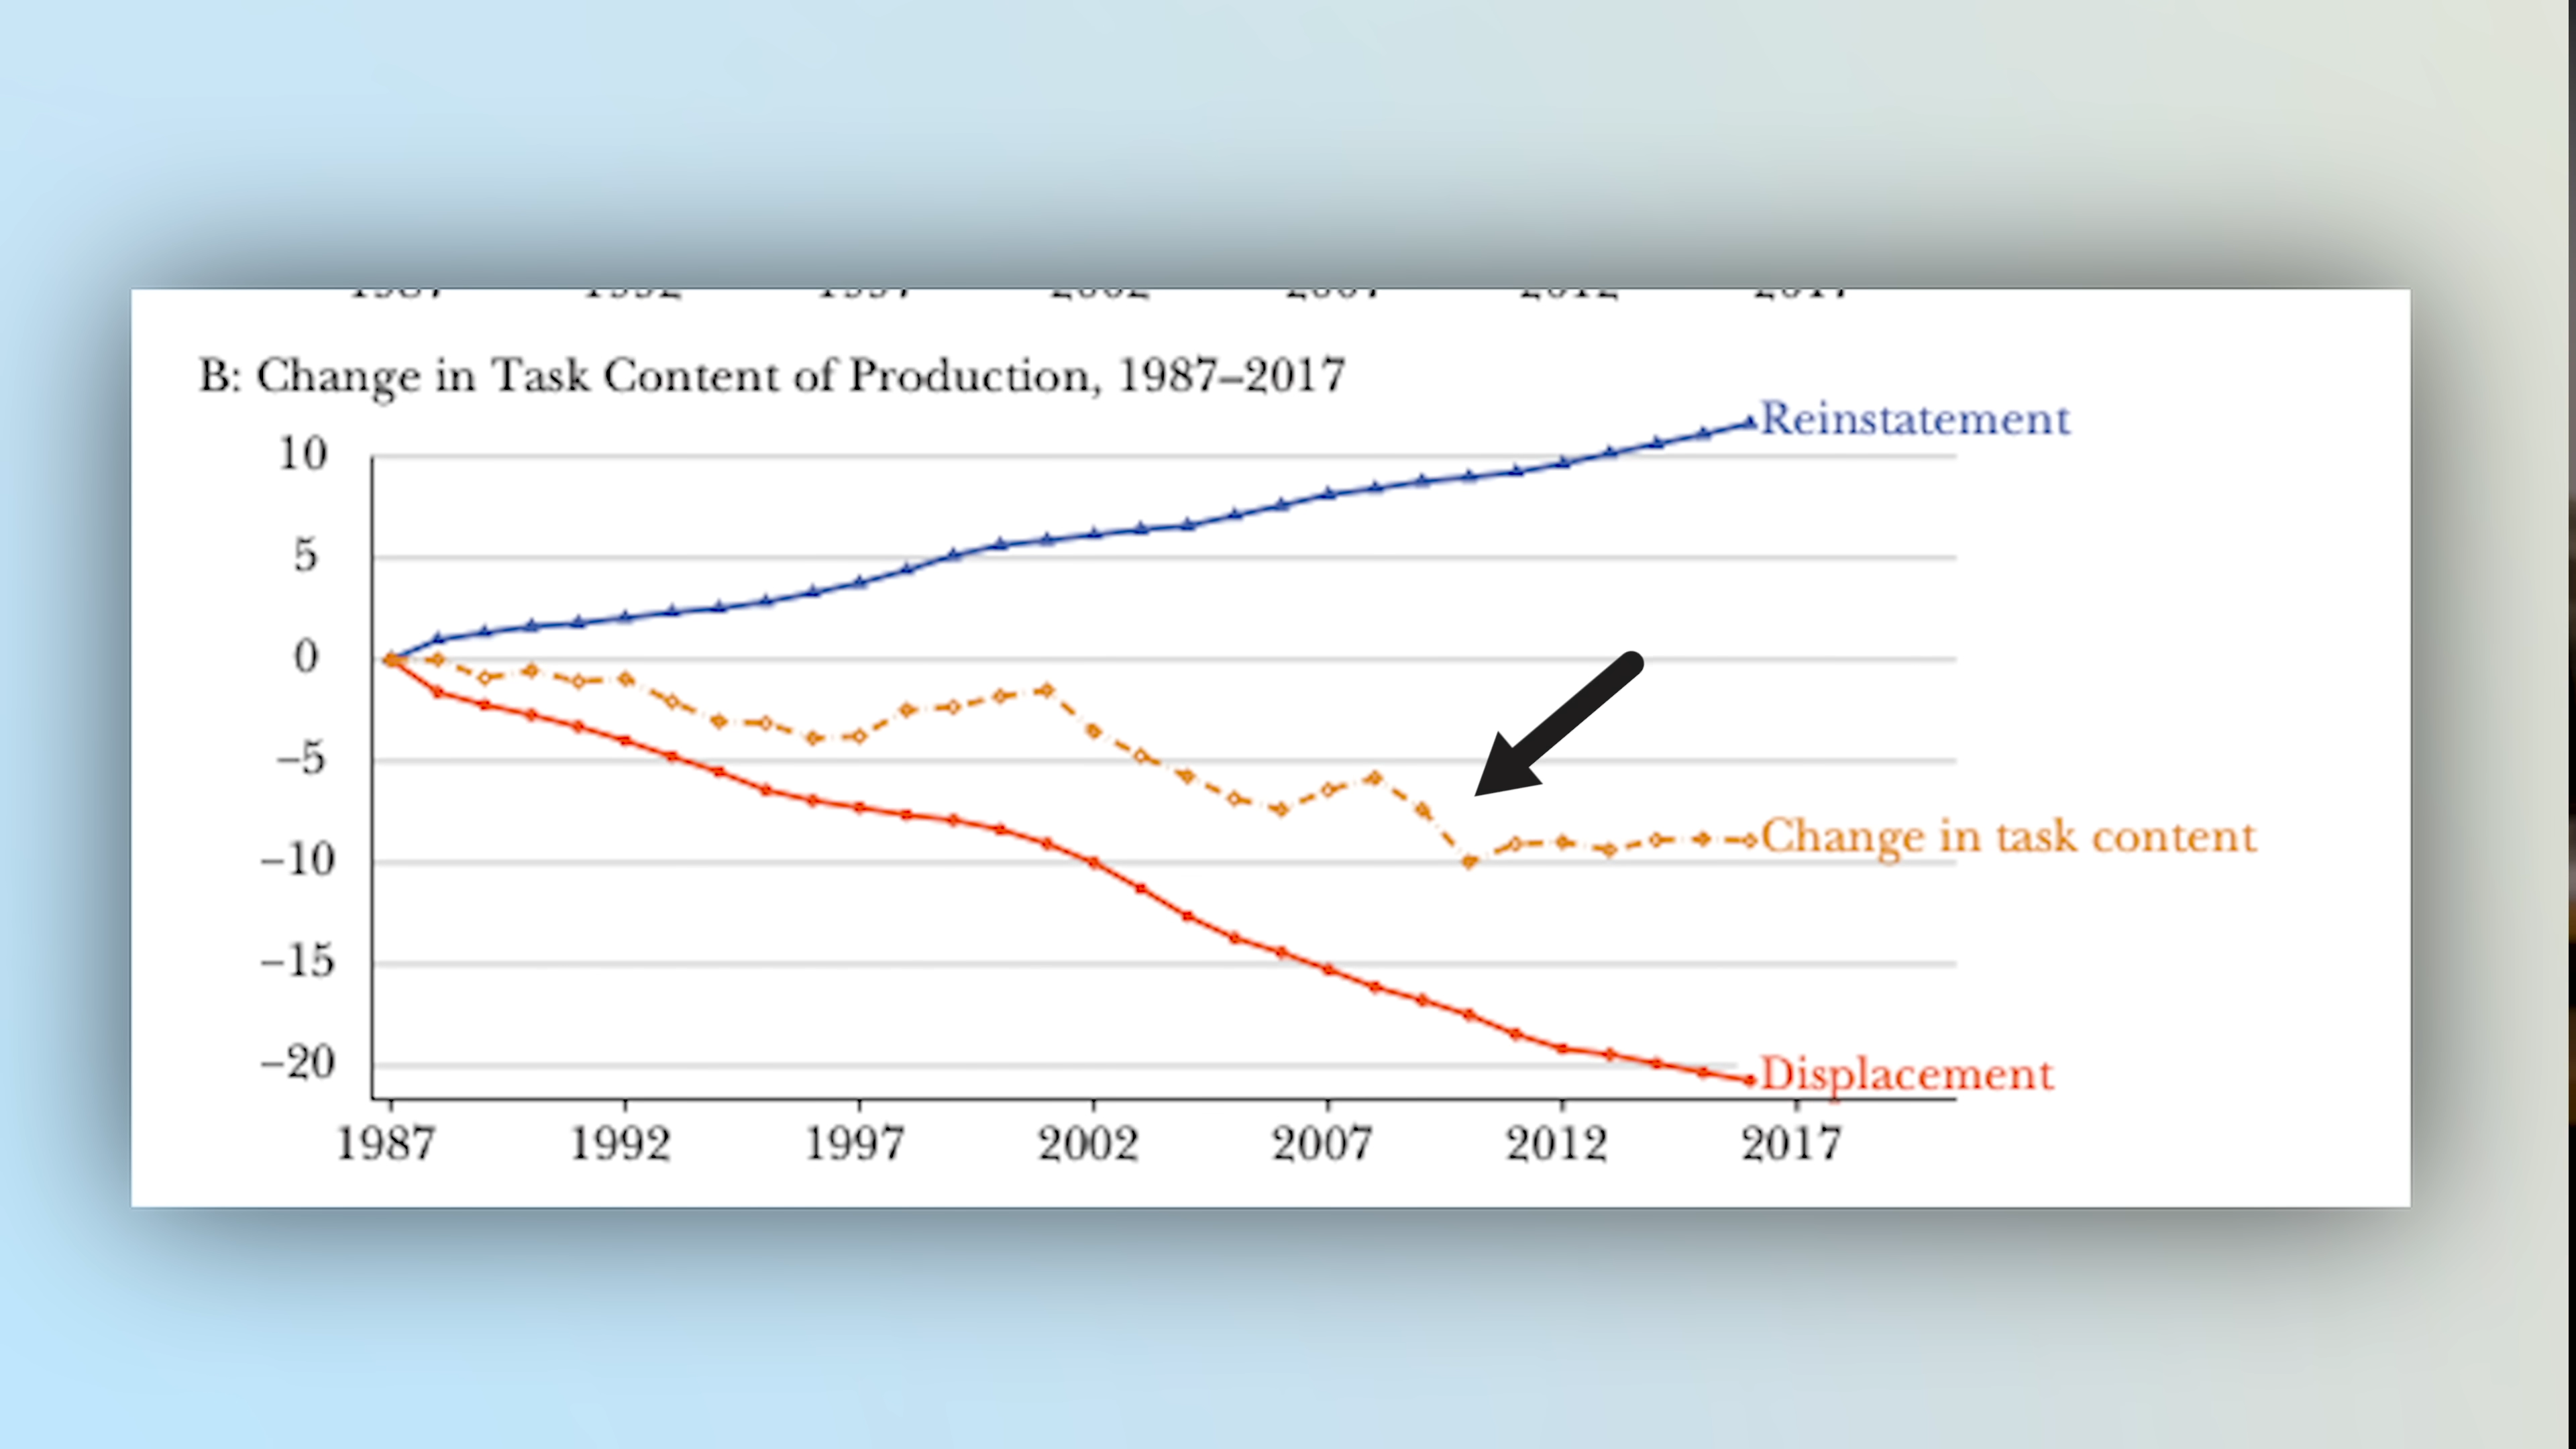 B: Change in Task Content of Production, 1987–2017
Reinstatement
10
5
0
−5
−10
−15
−20
Change in task content
Displacement
1987 1992 1997 2002 2007 2012 2017